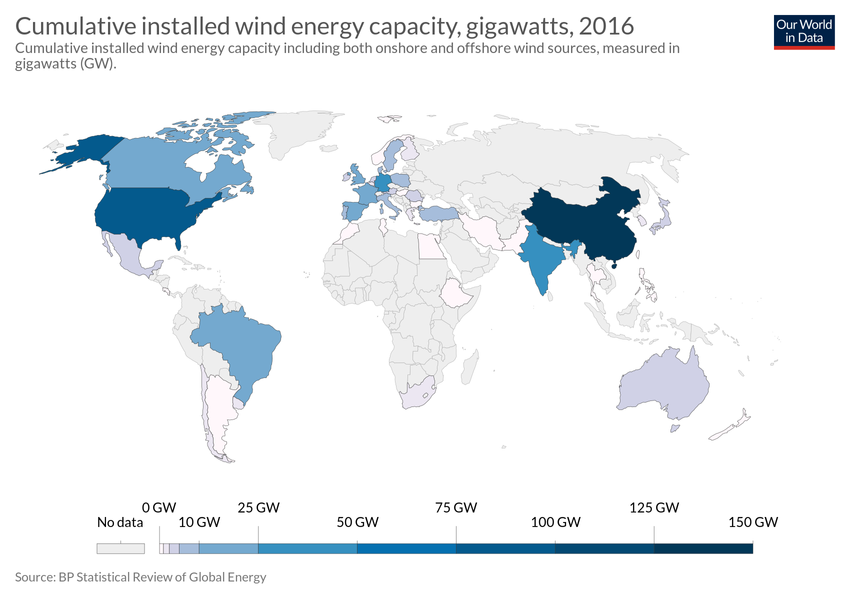 Cumulative installed wind energy capacity, gigawatts, 2016
Our World
in Data
Cumulative installed wind energy capacity including both onshore and offshore wind sources, measured in
gigawatts (GW).
0 GW 25 GW 75 GW 125 GW
No data 10 GW 50 GW 100 GW 150 GW
Source: BP Statistical Review of Global Energy